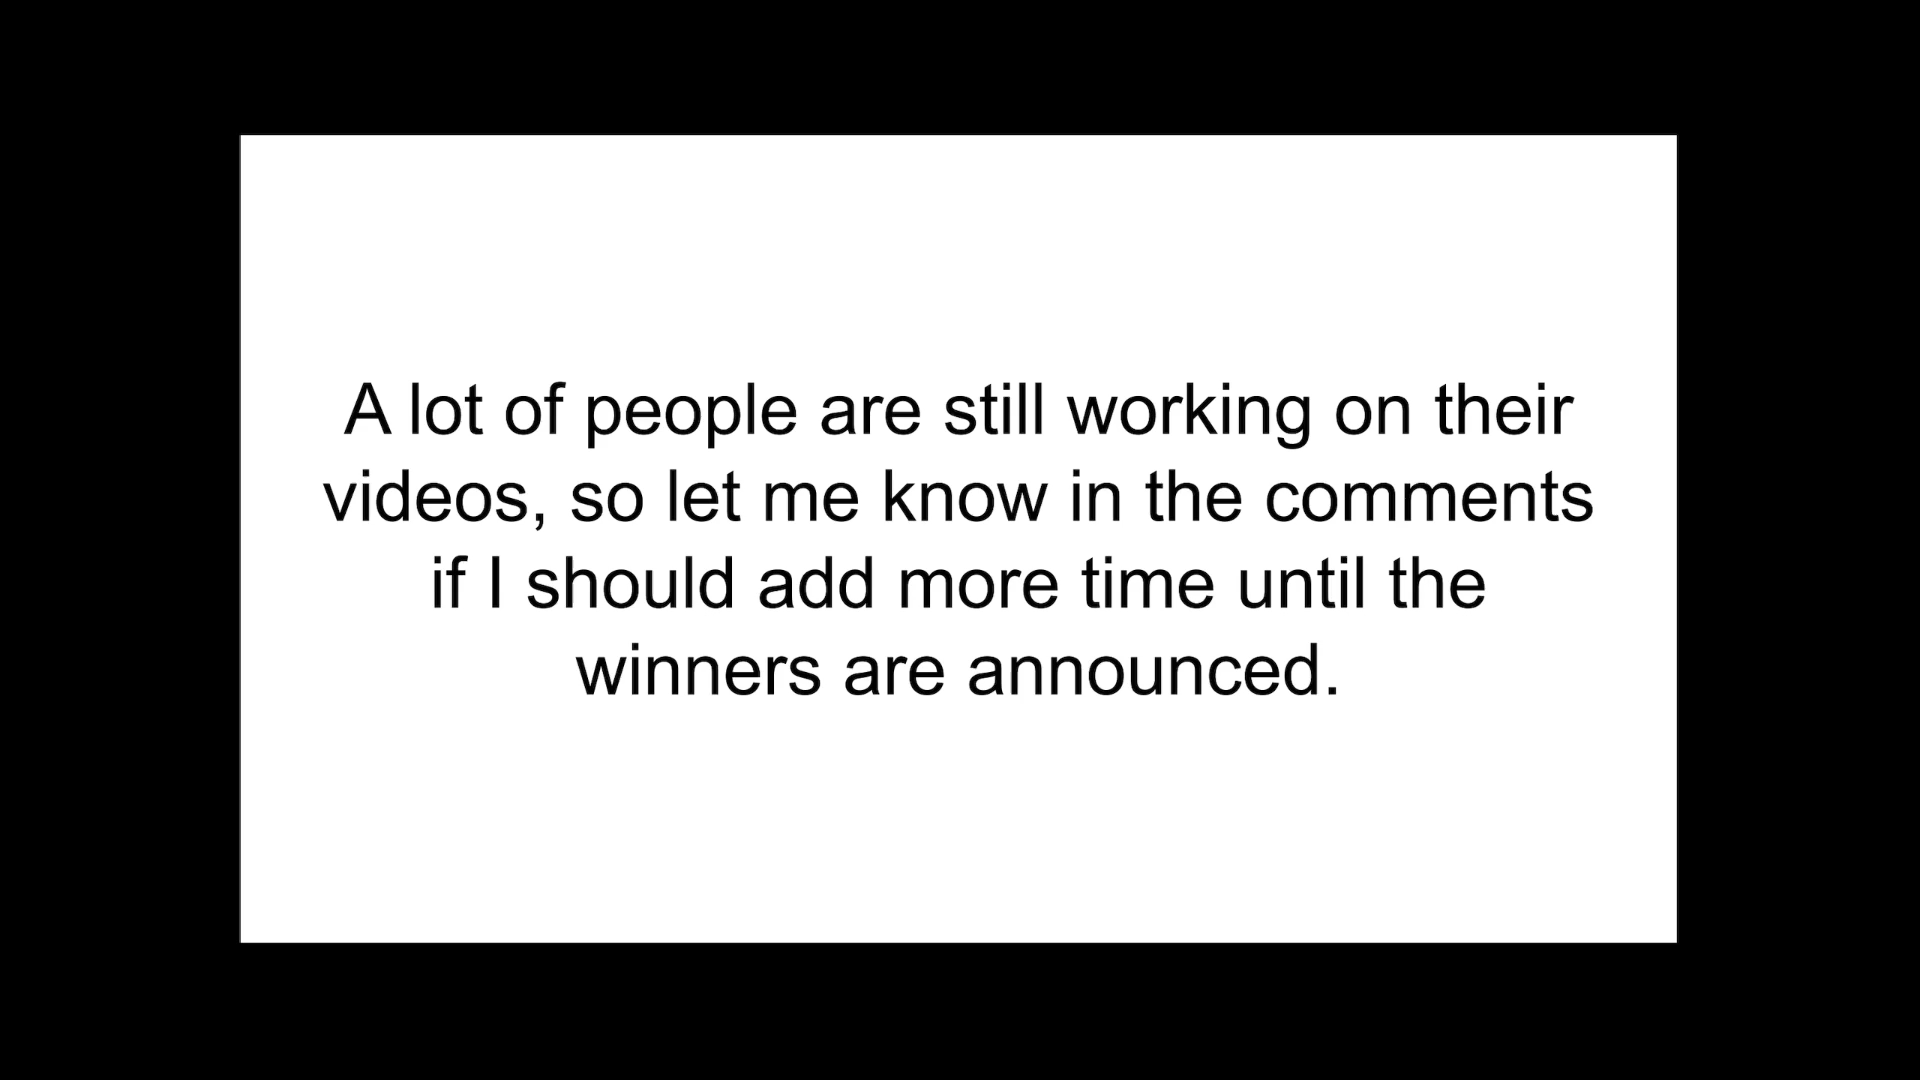 A lot of people are still working on their
videos, so let me know in the comments
if I should add more time until the
winners are announced.